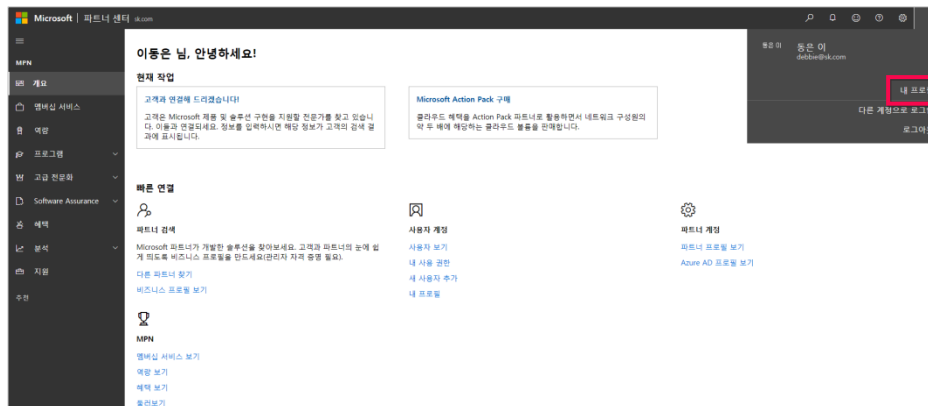 Microsoft | 파트너 센터 sk.com
MPN
개요
멤버십 서비스
역량
프로그램
고급 전문화
Software Assurance
혜택
분석
지원
추천
이동은 님, 안녕하세요!
현재 작업
고객과 연결해 드리겠습니다!
고객은 Microsoft 제품 및 솔루션 구현을 지원할 전문가를 찾고 있습니
다. 이들과 연결되세요. 정보를 입력하시면 해당 정보가 고객의 검색 결
과에 표시됩니다.
Microsoft Action Pack 구매
클라우드 혜택을 Action Pack 파트너로 활용하면서 네트워크 구성원의
약 두 배에 해당하는 클라우드 볼륨을 판매합니다.
빠른 연결
파트너 검색
Microsoft 파트너가 개발한 솔루션을 찾아보세요. 고객과 파트너의 눈에 쉽
게 띄도록 비즈니스 프로필을 만드세요(관리자 자격 증명 필요).
다른 파트너 찾기
비즈니스 프로필 보기
사용자 계정
사용자 보기
내 사용 권한
새 사용자 추가
내 프로필
파트너 계정
파트너 프로필 보기
Azure AD 프로필 보기
MPN
멤버십 서비스 보기
역량 보기
혜택 보기
둘러보기
동은 이
동은 이
debbie@sk.com
내 프로
다른 계정으로 로그
로그아